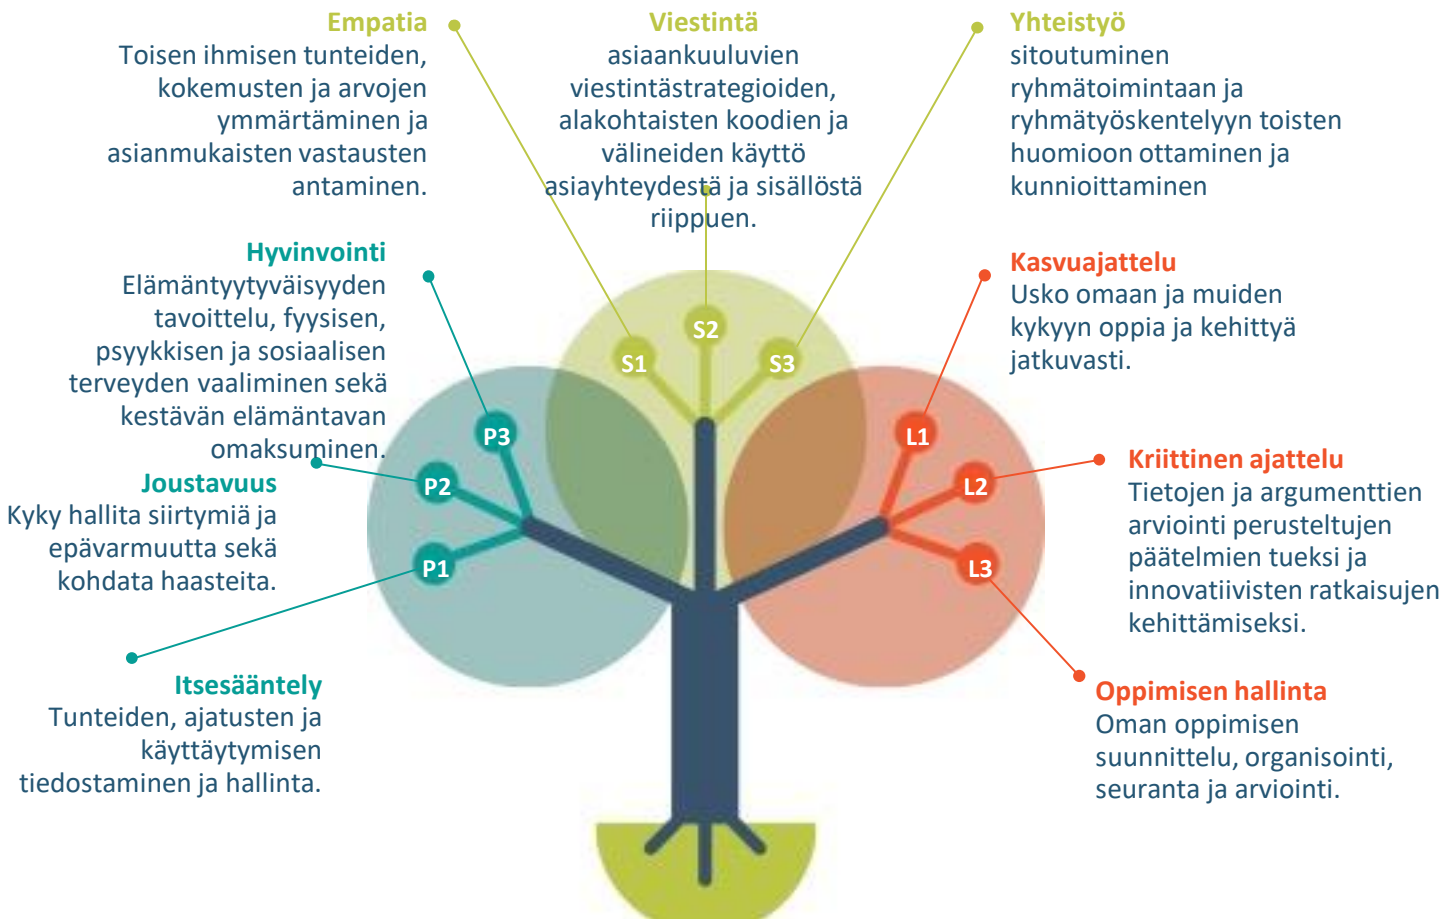 Empatia
Toisen ihmisen tunteiden,
kokemusten ja arvojen
ymmärtäminen ja
asianmukaisten vastausten
antaminen.
Viestintä
asiaankuuluvien
viestintästrategioiden,
alakohtaisten koodien ja
välineiden käyttö
asiayhteydestä ja sisällöstä
riippuen.
Yhteistyö
sitoutuminen
ryhmätoimintaan ja
ryhmätyöskentelyyn toisten
huomioon ottaminen ja
kunnioittaminen
Hyvinvointi
Elämäntyytyväisyyden
tavoittelu, fyysisen,
psyykkisen ja sosiaalisen
terveyden vaaliminen sekä
kestävän elämäntavan
omaksuminen.
Joustavuus
Kyky hallita siirtymiä ja
epävarmuutta sekä
kohdata haasteita.
Itsesääntely
Tunteiden, ajatusten ja
käyttäytymisen
tiedostaminen ja hallinta.
S1
S2
S3
P3
P2
P1
L1
L2
L3
Kasvuajattelu
Usko omaan ja muiden
kykyyn oppia ja kehittyä
jatkuvasti.
Kriittinen ajattelu
Tietojen ja argumenttien
arviointi perusteltujen
päätelmien tueksi ja
innovatiivisten ratkaisujen
kehittämiseksi.
Oppimisen hallinta
Oman oppimisen
suunnittelu, organisointi,
seuranta ja arviointi.